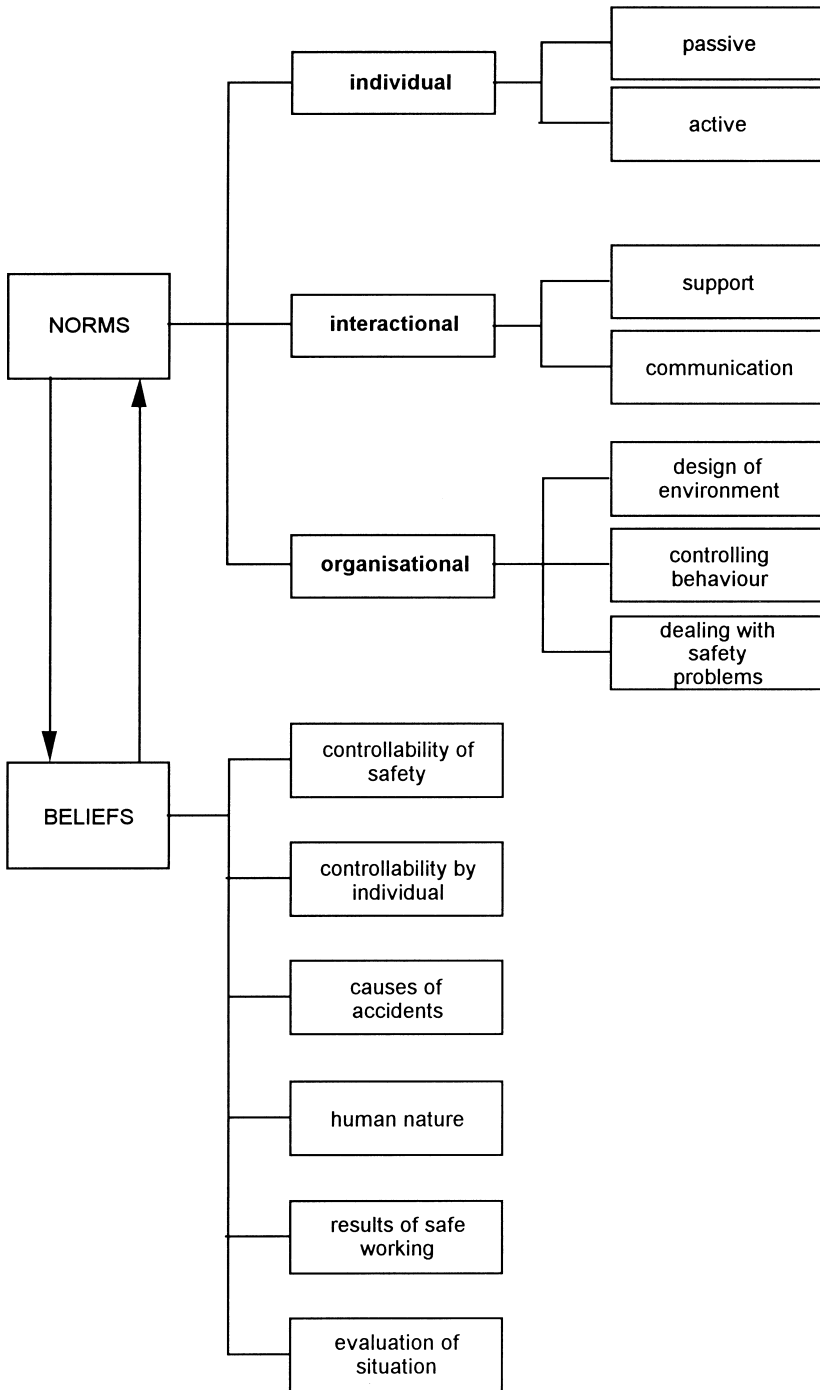 individual
passive
active
NORMS
interactional
support
communication
organisational
design of
environment
controlling
behaviour
dealing with
safety
problems
BELIEFS
controllability of
safety
controllability by
individual
causes of
accidents
human nature
results of safe
working
evaluation of
situation